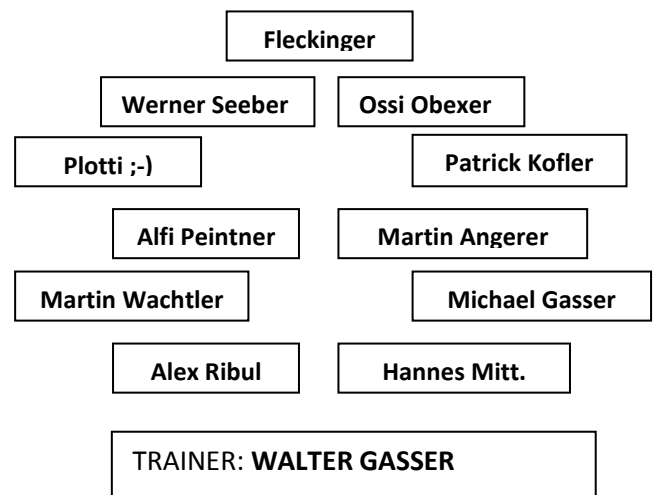 Fleckinger
Werner Seeber Ossi Obexer
Plotti ;-) Patrick Kofler
Alfi Peintner Martin Angerer
Martin Wachtler Michael Gasser
Alex Ribul Hannes Mitt.
TRAINER: WALTER GASSER